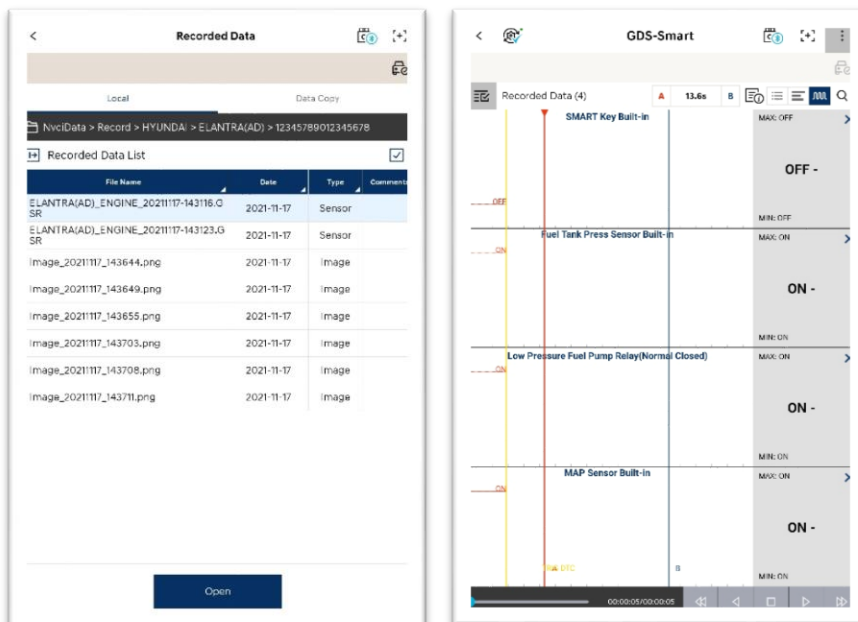 Recorded Data
Local Data Copy
NvciData > Record > HYUNDAI > ELANTRA(AD) > 12345789012345678
Recorded Data List
File Name Date Type Comments
ELANTRA(AD)_ENGINE_20211117-143116.G
SR 2021-11-17 Sensor
ELANTRA(AD)_ENGINE_20211117-143123.G
SR 2021-11-17 Sensor
Image_20211117_143644.png 2021-11-17 Image
Image_20211117_143649.png 2021-11-17 Image
Image_20211117_143655.png 2021-11-17 Image
Image_20211117_143703.png 2021-11-17 Image
Image_20211117_143708.png 2021-11-17 Image
Image_20211117_143711.png 2021-11-17 Image
Open
GDS-Smart
Recorded Data (4) A 13.6s B
SMART Key Built-in MAX: OFF
OFF -
OFF
MIN: OFF
Fuel Tank Press Sensor Built-in MAX: ON
ON
ON -
MIN: ON
Low Pressure Fuel Pump Relay(Normal Closed) MAX: ON
ON
ON -
MIN: ON
MAP Sensor Built-in MAX: ON
ON
ON -
DTC B
MIN: ON
00:00:05/00:00:05